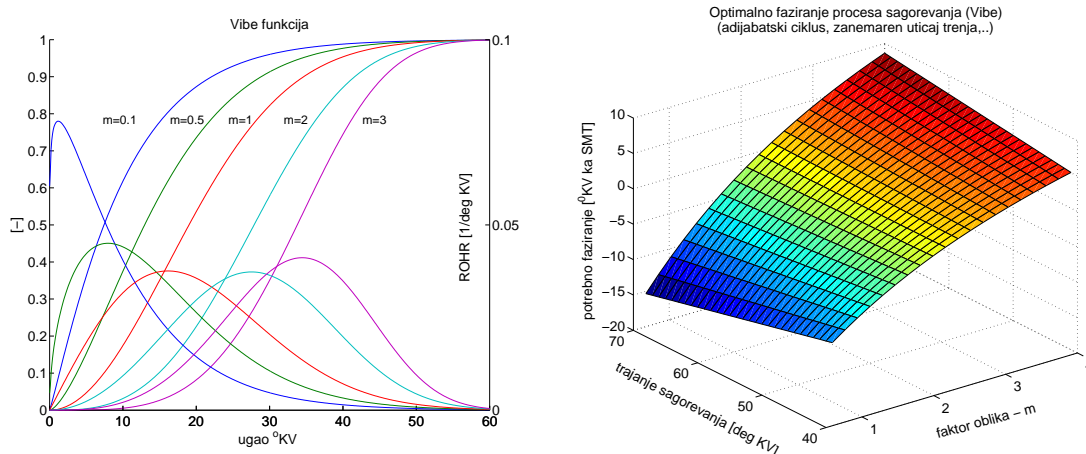 Vibe funkcija
1
0.9
0.8
0.7
0.6
0.5
0.4
0.3
0.2
0.1
0
[−]
m=0.1
m=0.5
m=1
m=2
m=3
0.1
0.05
0
ROHR [1/deg KV]
0
10
20
30
40
50
60
ugao °KV
Optimalno faziranje procesa sagorevanja (Vibe)
(adijabatski ciklus, zanemaren uticaj trenja,..)
10
5
0
−5
−10
−15
−20
potrebno faziranje [⁰KV ka SMT]
70
60
50
40
trajanje sagorevanja [deg KV]
1
2
3
faktor oblika − m